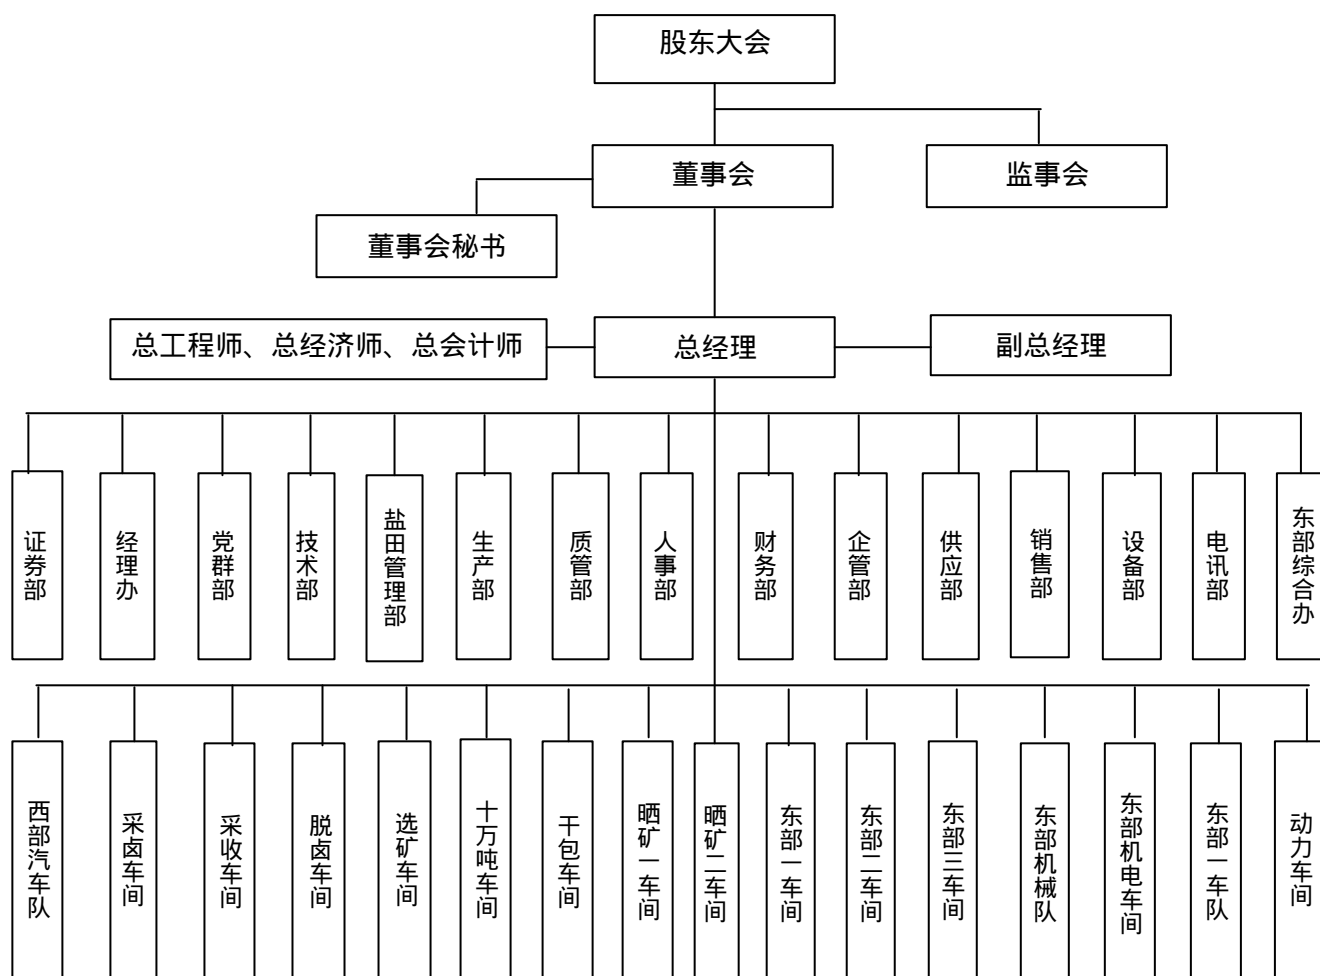 股东大会
董事会
监事会
董事会秘书
总工程师、总经济师、总会计师
总经理
副总经理
证券部
经理办
党群部
技术部
盐田管理部
生产部
质管部
人事部
财务部
企管部
供应部
销售部
设备部
电讯部
东部综合办
西部汽车队
采卤车间
采收车间
脱卤车间
选矿车间
十万吨车间
干包车间
晒矿一车间
晒矿二车间
东部一车间
东部二车间
东部三车间
东部机械队
东部机电车间
东部一车队
动力车间